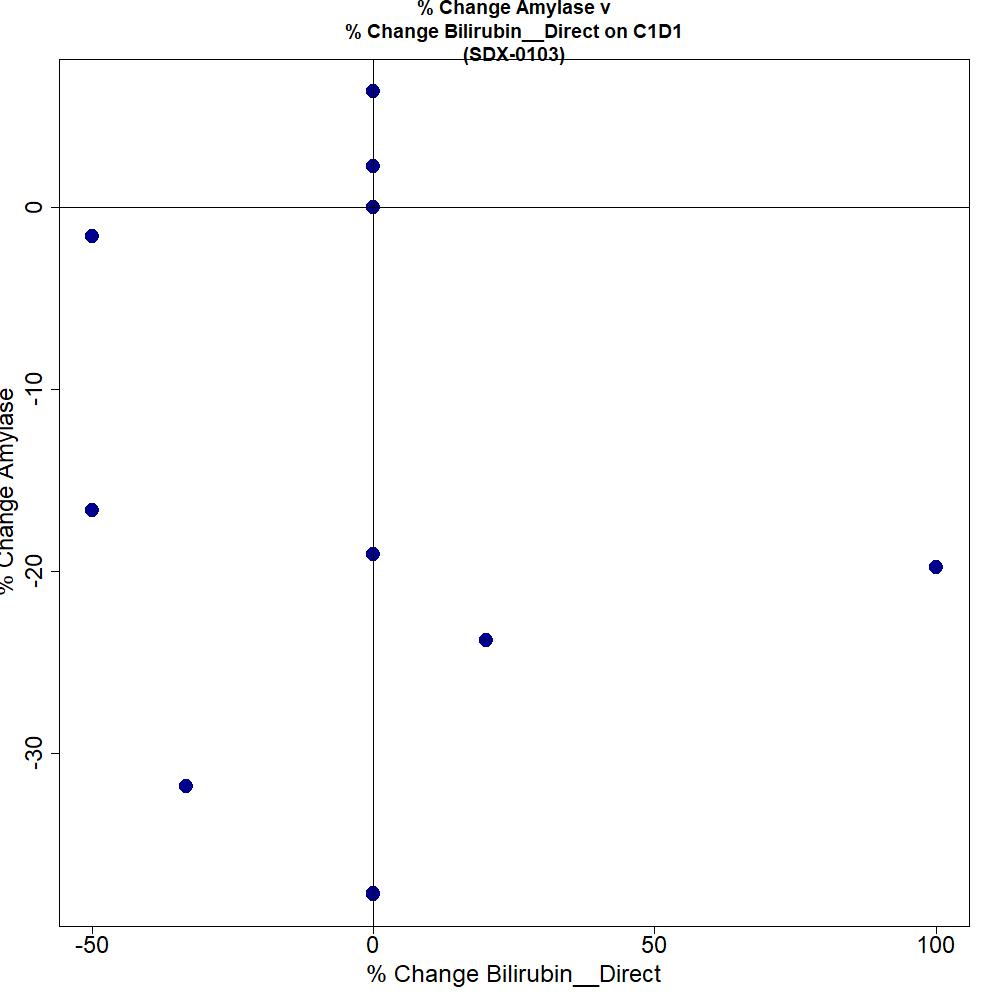 % Change Amylase v
% Change Bilirubin__Direct on C1D1
(SDX-0103)
% Change Amylase
0
-10
-20
-30
-50
0
50
100
% Change Bilirubin__Direct